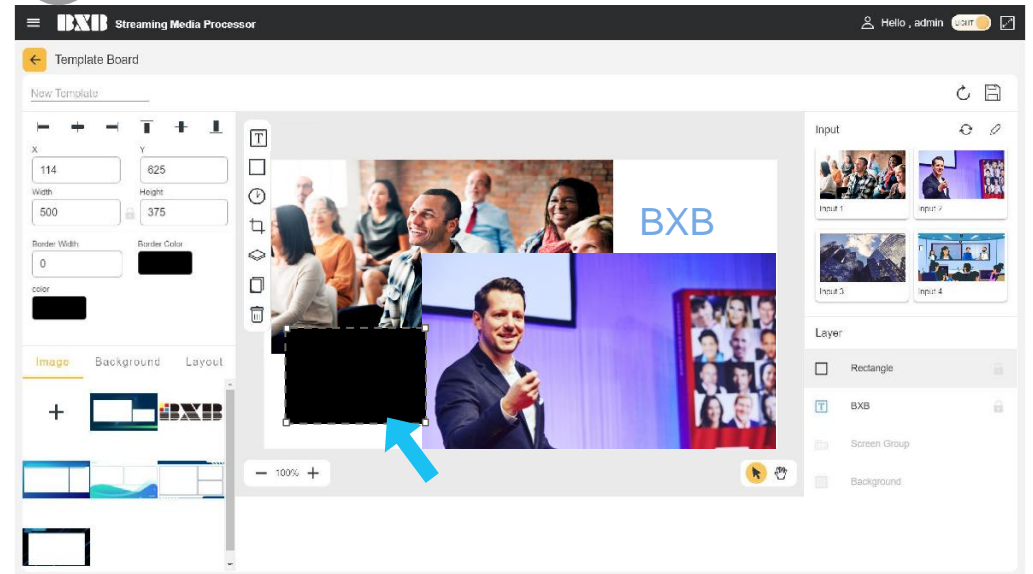 BXB Streaming Media Processor
Hello , admin
LIGHT
Template Board
New Template
X
Y
114
625
Width
Height
500
375
Border Width
Border Color
0
color
Image
Background
Layout
BXB
T
BXB
100%
Input
Input 1
Input 2
Input 3
Input 4
Layer
Rectangle
T
BXB
Screen Group
Background